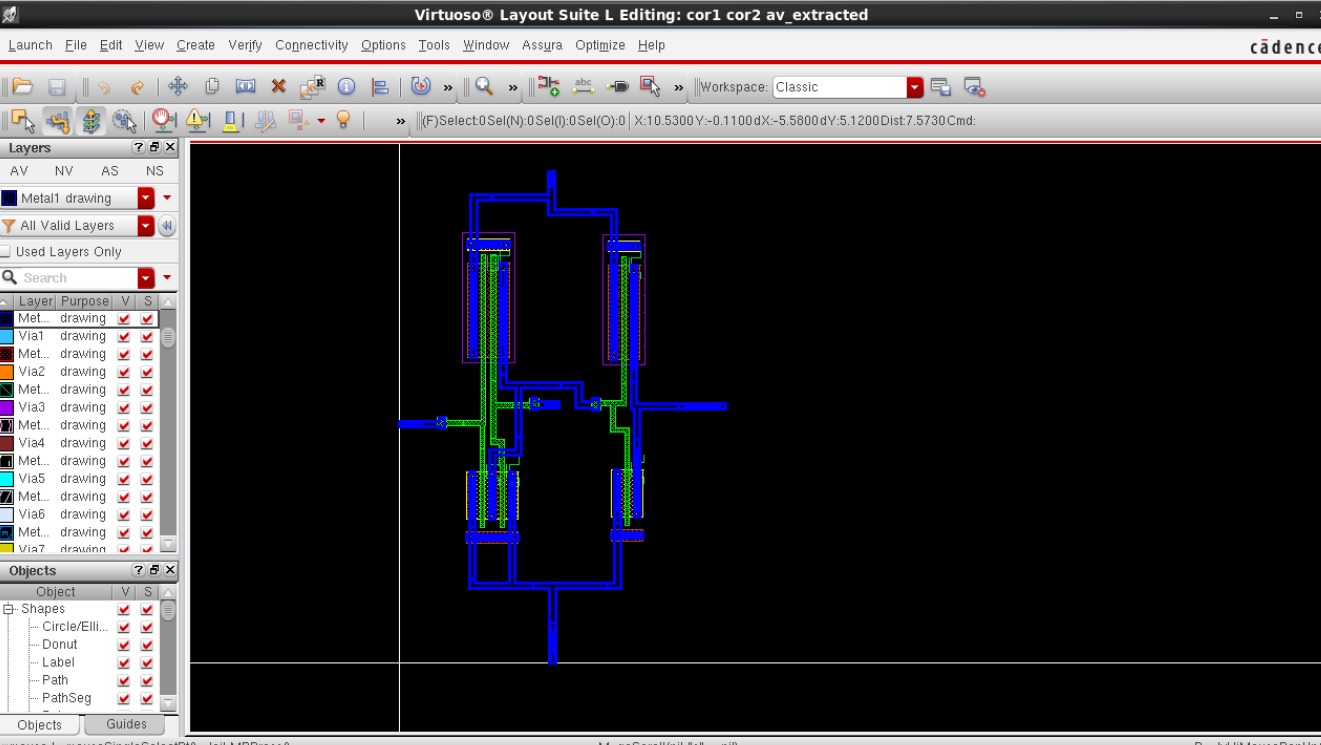 Virtuoso® Layout Suite L Editing: cor1 cor2 av_extracted
Launch File Edit View Create Verify Connectivity Options Tools Window Assura Optimize Help
cādence
» » » Workspace: Classic
» (F)Select:0 Sel(N):0 Sel(I):0 Sel(O):0 X:10.5300 Y:-0.1100 dX:-5.5800 dY:5.1200 Dist:7.5730 Cmd:
Layers
AV NV AS NS
Metal1 drawing
All Valid Layers
Used Layers Only
Search
Layer Purpose V S
Met... drawing
Via1 drawing
Met... drawing
Via2 drawing
Met... drawing
Via3 drawing
Met... drawing
Via4 drawing
Met... drawing
Via5 drawing
Met... drawing
Via6 drawing
Met... drawing
Via7 drawing
Objects
Object V S
Shapes
Circle/Elli...
Donut
Label
Path
PathSeg
Objects Guides